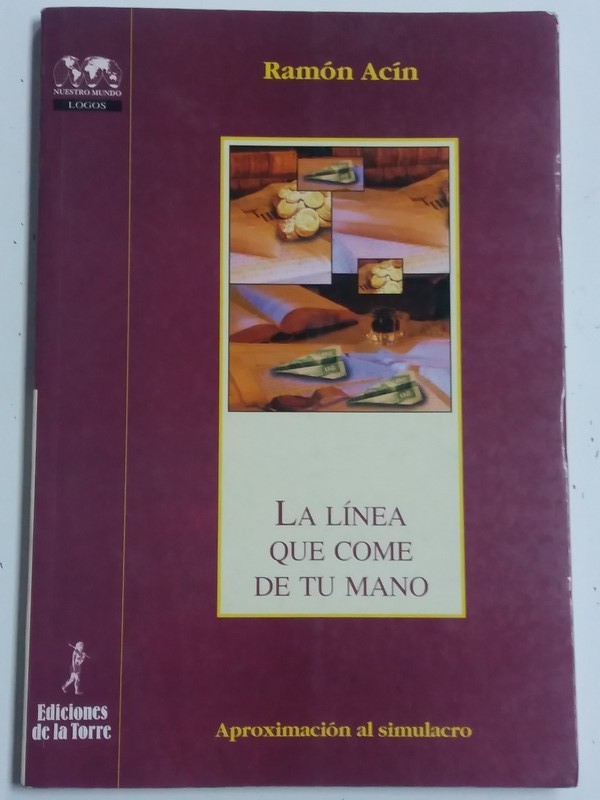 Ramón Acín
NUESTRO MUNDO
LOGOS
LA LÍNEA
QUE COME
DE TU MANO
Ediciones
de la Torre
Aproximación al simulacro